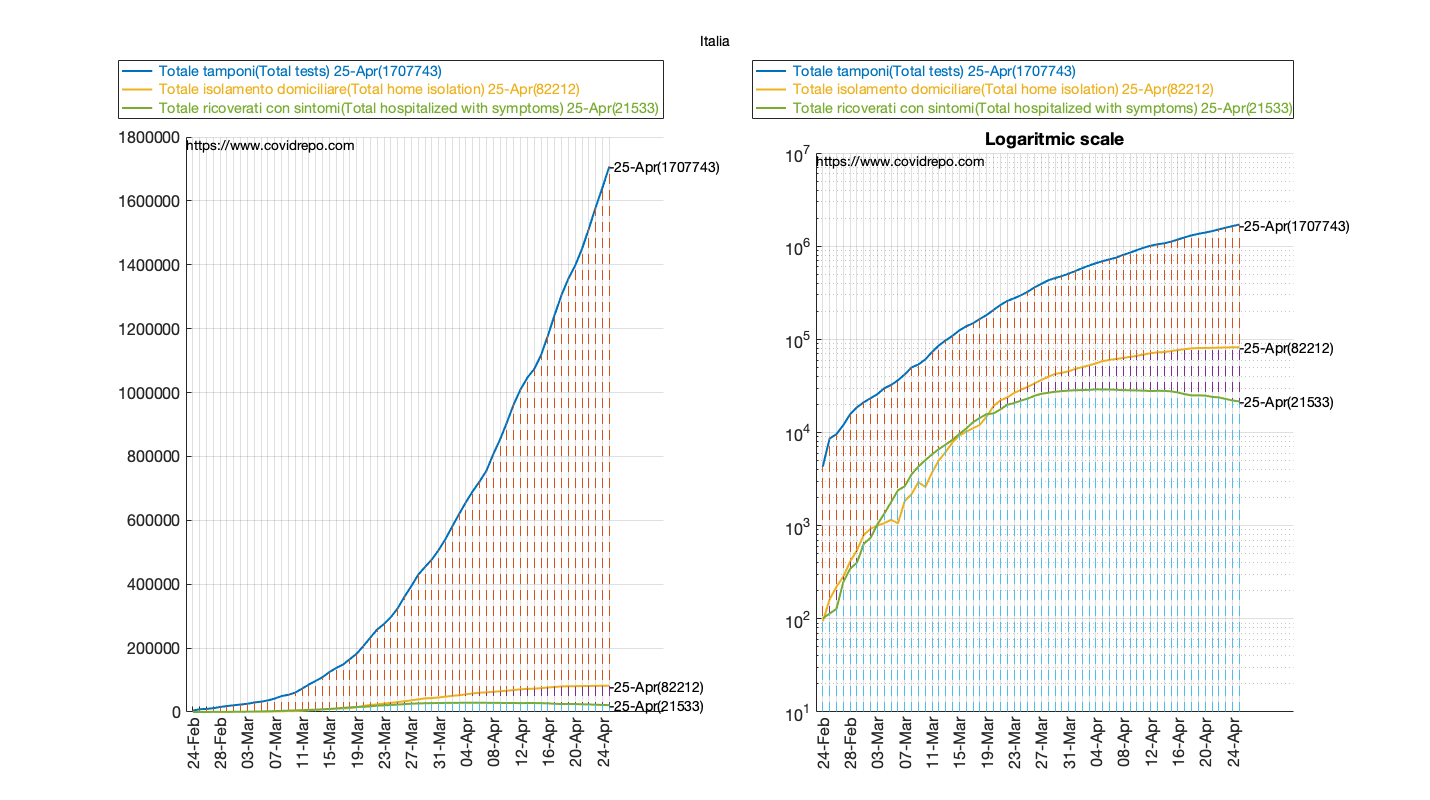 Italia
Totale tamponi(Total tests) 25-Apr(1707743)
Totale isolamento domiciliare(Total home isolation) 25-Apr(82212)
Totale ricoverati con sintomi(Total hospitalized with symptoms) 25-Apr(21533)
1800000
1600000
1400000
1200000
1000000
800000
600000
400000
200000
0
https://www.covidrepo.com
25-Apr(1707743)
25-Apr(82212)
25-Apr(21533)
24-Feb
28-Feb
03-Mar
07-Mar
11-Mar
15-Mar
19-Mar
23-Mar
27-Mar
31-Mar
04-Apr
08-Apr
12-Apr
16-Apr
20-Apr
24-Apr
Totale tamponi(Total tests) 25-Apr(1707743)
Totale isolamento domiciliare(Total home isolation) 25-Apr(82212)
Totale ricoverati con sintomi(Total hospitalized with symptoms) 25-Apr(21533)
Logaritmic scale
10^7
10^6
10^5
10^4
10^3
10^2
10^1
https://www.covidrepo.com
25-Apr(1707743)
25-Apr(82212)
25-Apr(21533)
24-Feb
28-Feb
03-Mar
07-Mar
11-Mar
15-Mar
19-Mar
23-Mar
27-Mar
31-Mar
04-Apr
08-Apr
12-Apr
16-Apr
20-Apr
24-Apr